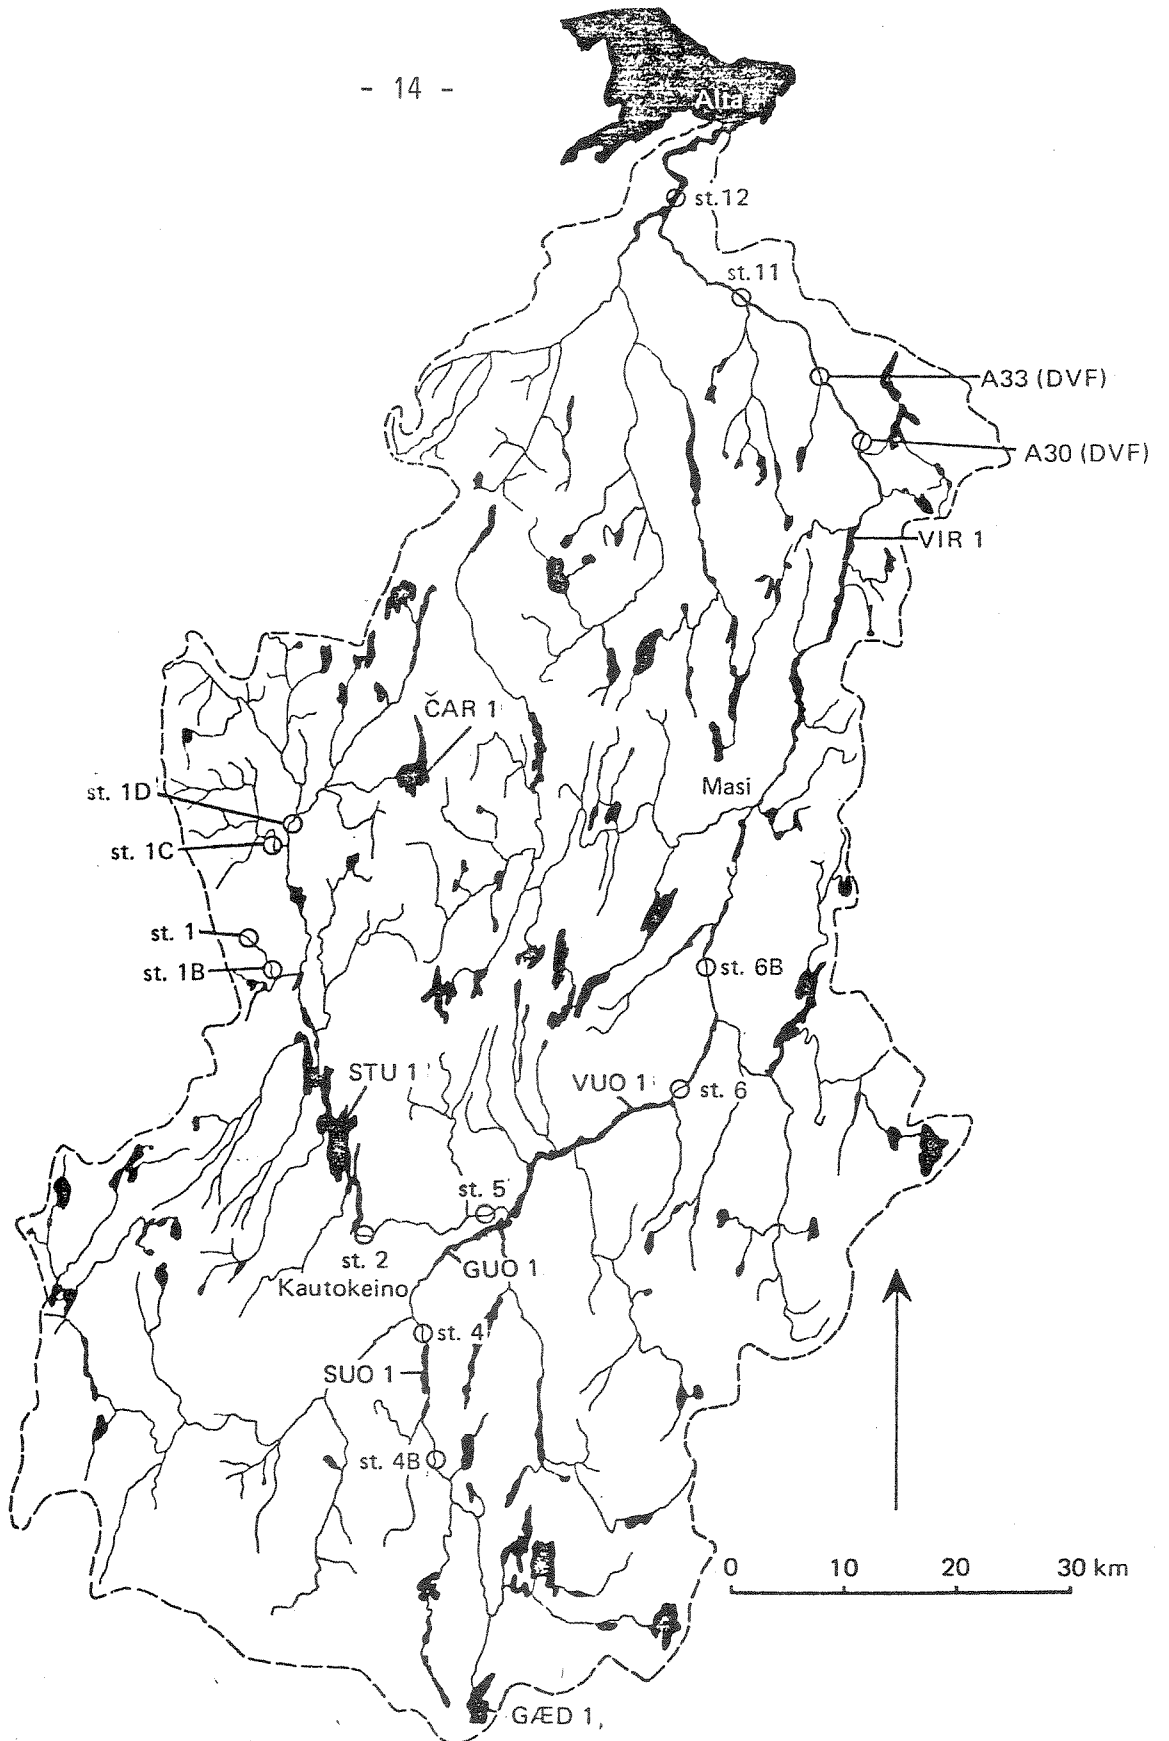 - 14 -
Alta
st.12
st.11
A33 (DVF)
A30 (DVF)
VIR 1
ČAR 1
Masi
st. 1D
st. 1C
st. 1
st. 1B
st. 6B
STU 1
VUO 1
st. 6
st. 5
st. 2
GUO 1
Kautokeino
st. 4
SUO 1
st. 4B
0 10 20 30 km
GÆD 1,